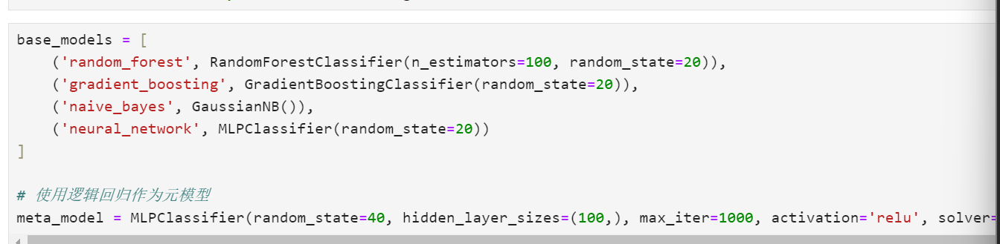 base_models = [
    ('random_forest', RandomForestClassifier(n_estimators=100, random_state=20)),
    ('gradient_boosting', GradientBoostingClassifier(random_state=20)),
    ('naive_bayes', GaussianNB()),
    ('neural_network', MLPClassifier(random_state=20))
]
# 使用逻辑回归作为元模型
meta_model = MLPClassifier(random_state=40, hidden_layer_sizes=(100,), max_iter=1000, activation='relu', solver=